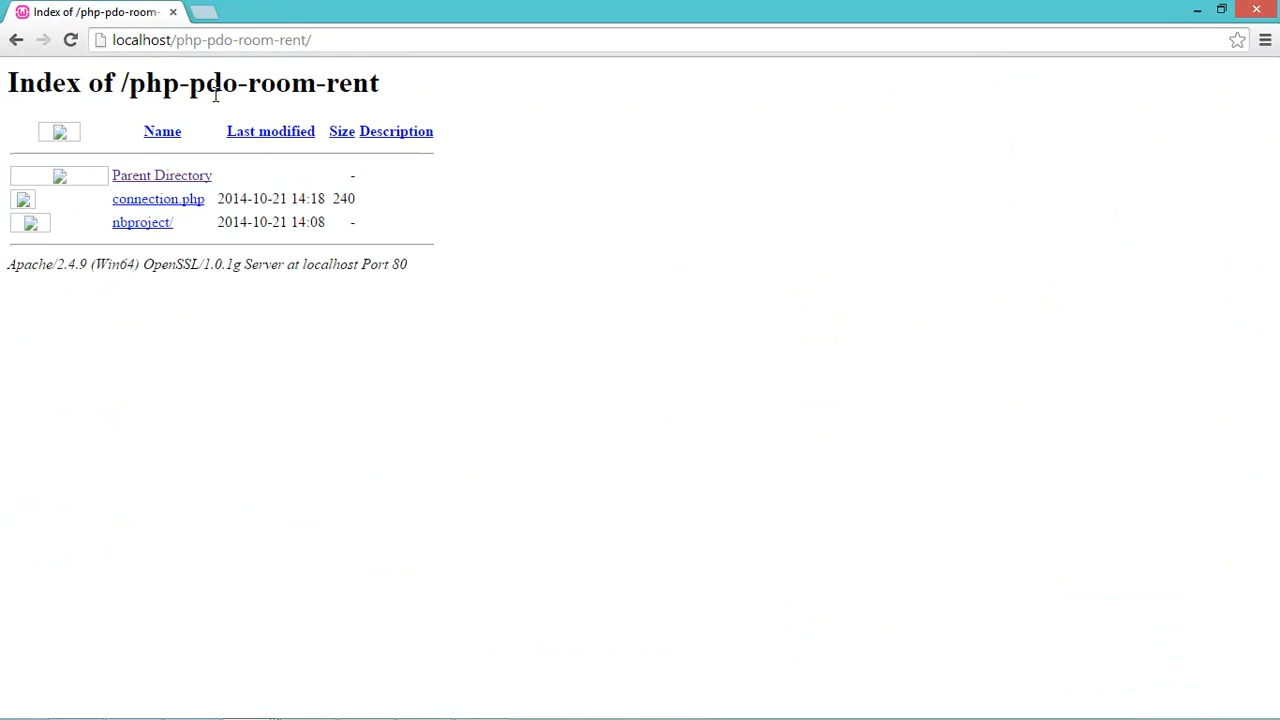 Index of /php-pdo-room-
localhost/php-pdo-room-rent/
Index of /php-pdo-room-rent
Name Last modified Size Description
Parent Directory -
connection.php 2014-10-21 14:18 240
nbproject/ 2014-10-21 14:08 -
Apache/2.4.9 (Win64) OpenSSL/1.0.1g Server at localhost Port 80